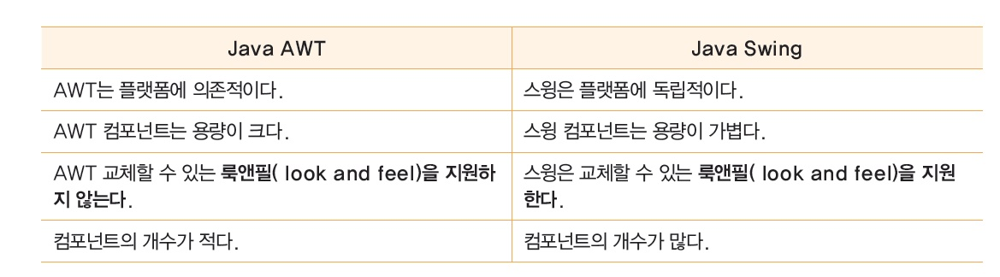 Java AWT
Java Swing
AWT는 플랫폼에 의존적이다.
스윙은 플랫폼에 독립적이다.
AWT 컴포넌트는 용량이 크다.
스윙 컴포넌트는 용량이 가볍다.
AWT 교체할 수 있는 룩앤필( look and feel)을 지원하
지 않는다.
스윙은 교체할 수 있는 룩앤필( look and feel)을 지원
한다.
컴포넌트의 개수가 적다.
컴포넌트의 개수가 많다.